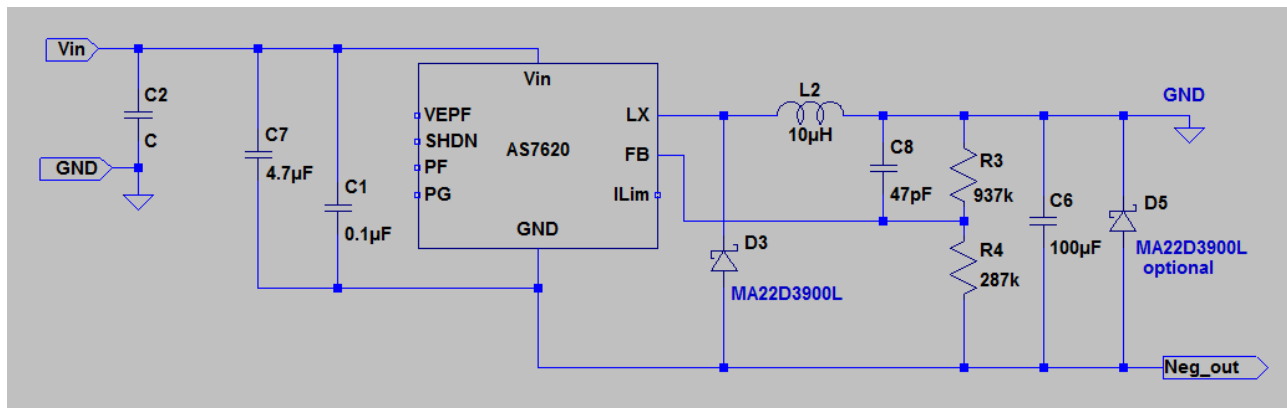 Vin
C2
C
GND
C7
4.7µF
C1
0.1µF
Vin
VEPF
SHDN
PF
PG
AS7620
LX
FB
ILim
GND
D3
MA22D3900L
L2
10µH
C8
47pF
R3
937k
R4
287k
C6
100µF
GND
D5
MA22D3900L
optional
Neg_out